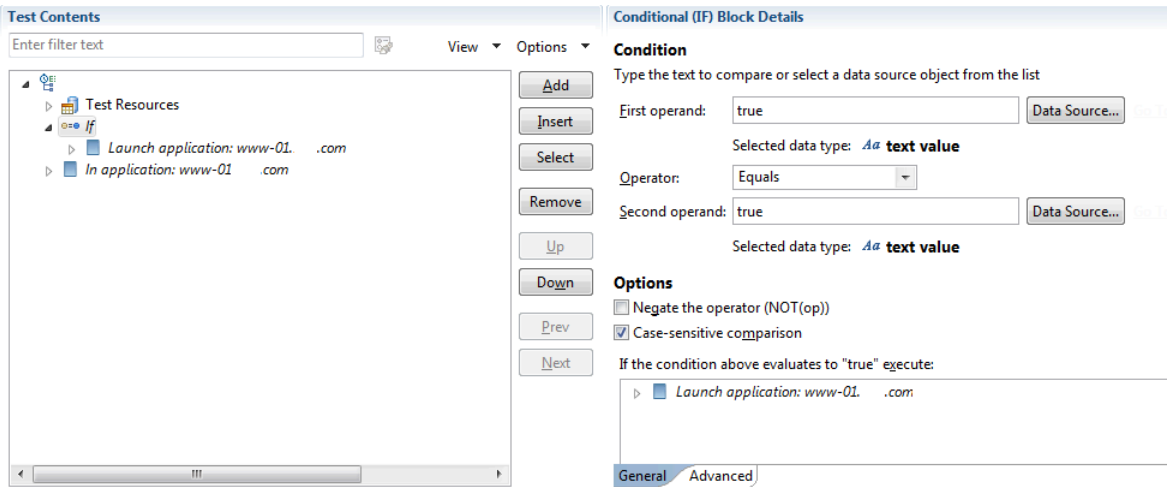 Test Contents
Enter filter text
View
Options
Test Resources
If
Launch application: www-01. .com
In application: www-01 .com
Add
Insert
Select
Remove
Up
Down
Prev
Next
Conditional (IF) Block Details
Condition
Type the text to compare or select a data source object from the list
First operand: true Data Source...
Selected data type: Aa text value
Operator: Equals
Second operand: true Data Source...
Selected data type: Aa text value
Options
Negate the operator (NOT(op))
Case-sensitive comparison
If the condition above evaluates to "true" execute:
Launch application: www-01. .com
General Advanced